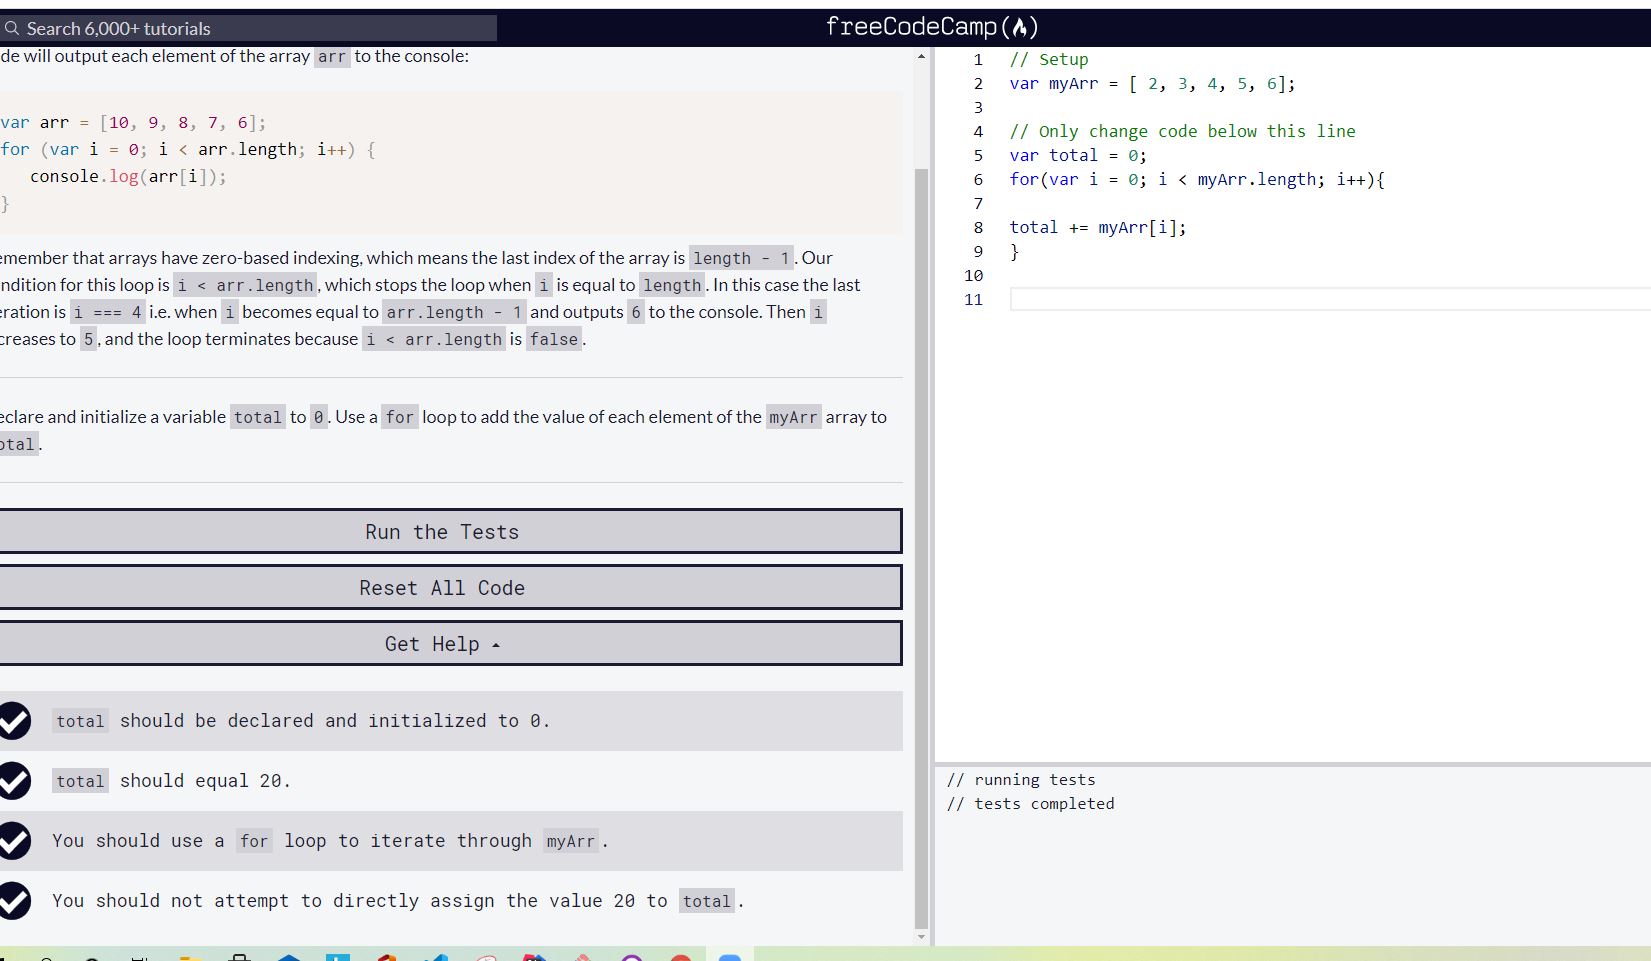 Search 6,000+ tutorials
freeCodeCamp(🔥)
de will output each element of the array arr to the console:
var arr = [10, 9, 8, 7, 6];
for (var i = 0; i < arr.length; i++) {
console.log(arr[i]);
}
emember that arrays have zero-based indexing, which means the last index of the array is length - 1. Our
ndition for this loop is i < arr.length, which stops the loop when i is equal to length. In this case the last
eration is i === 4 i.e. when i becomes equal to arr.length - 1 and outputs 6 to the console. Then i
creases to 5, and the loop terminates because i < arr.length is false.
eclare and initialize a variable total to 0. Use a for loop to add the value of each element of the myArr array to
otal.
Run the Tests
Reset All Code
Get Help
total should be declared and initialized to 0.
total should equal 20.
You should use a for loop to iterate through myArr.
You should not attempt to directly assign the value 20 to total.
1 // Setup
2 var myArr = [ 2, 3, 4, 5, 6];
3
4 // Only change code below this line
5 var total = 0;
6 for(var i = 0; i < myArr.length; i++){
7
8 total += myArr[i];
9 }
10
11
// running tests
// tests completed